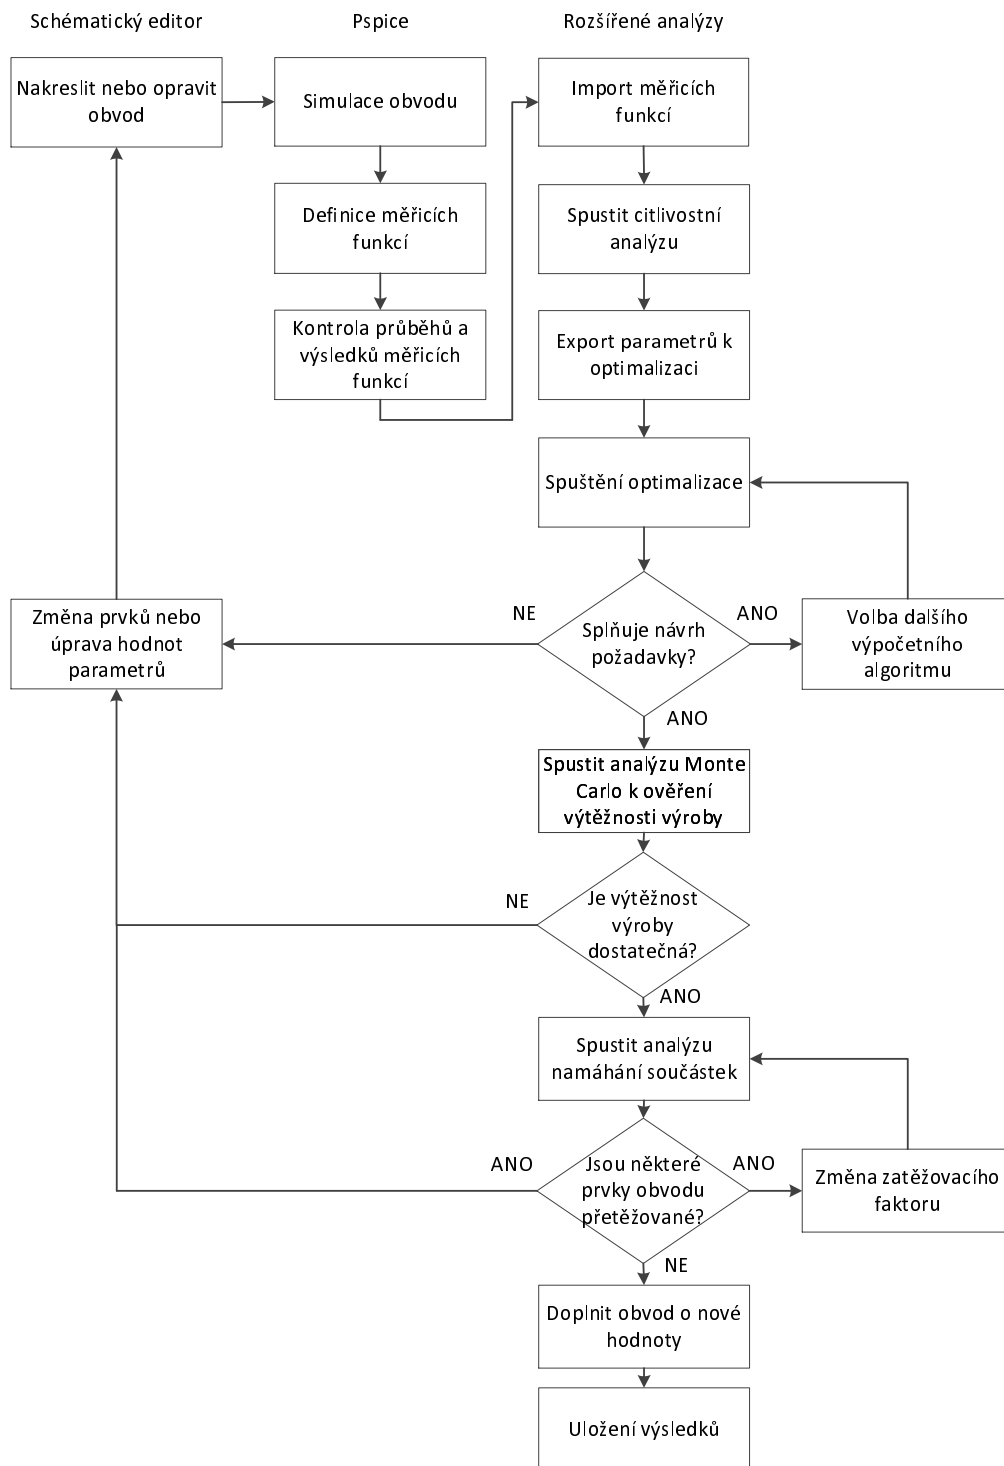 Schématický editor
Pspice
Rozšířené analýzy
Nakreslit nebo opravit
obvod
Simulace obvodu
Import měřicích
funkcí
Definice měřicích
funkcí
Spustit citlivostní
analýzu
Kontrola průběhů a
výsledků měřicích
funkcí
Export parametrů k
optimalizaci
Spuštění optimalizace
Změna prvků nebo
úprava hodnot
parametrů
NE
Splňuje návrh
požadavky?
ANO
Volba dalšího
výpočetního
algoritmu
ANO
Spustit analýzu Monte
Carlo k ověření
výtěžnosti výroby
NE
Je výtěžnost
výroby
dostatečná?
ANO
Spustit analýzu
namáhání součástek
ANO
Jsou některé
prvky obvodu
přetěžované?
ANO
Změna zatěžovacího
faktoru
NE
Doplnit obvod o nové
hodnoty
Uložení výsledků